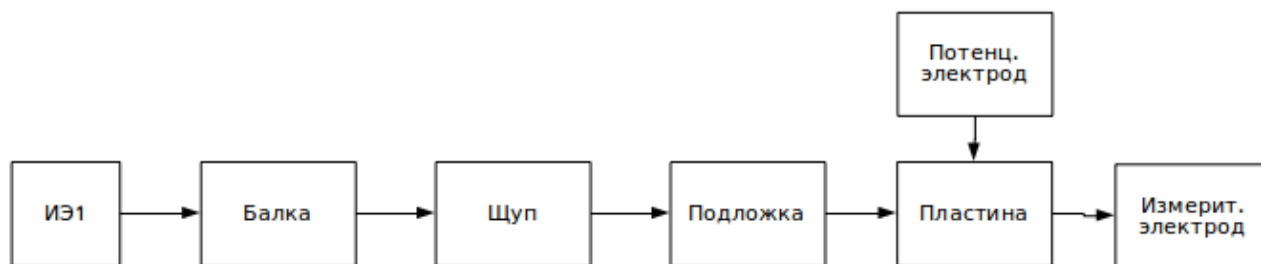 Потенц.
электрод
ИЭ1
Балка
Щуп
Подложка
Пластина
Измерит.
электрод